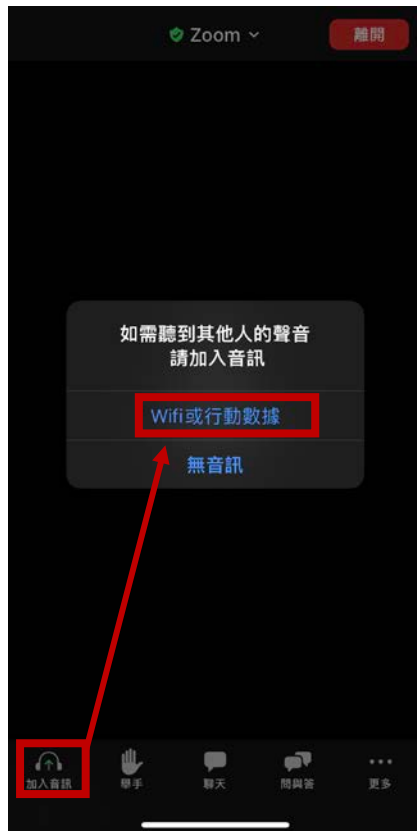 Zoom
離開
如需聽到其他人的聲音
請加入音訊
Wifi或行動數據
無音訊
加入音訊
舉手
聊天
問與答
更多